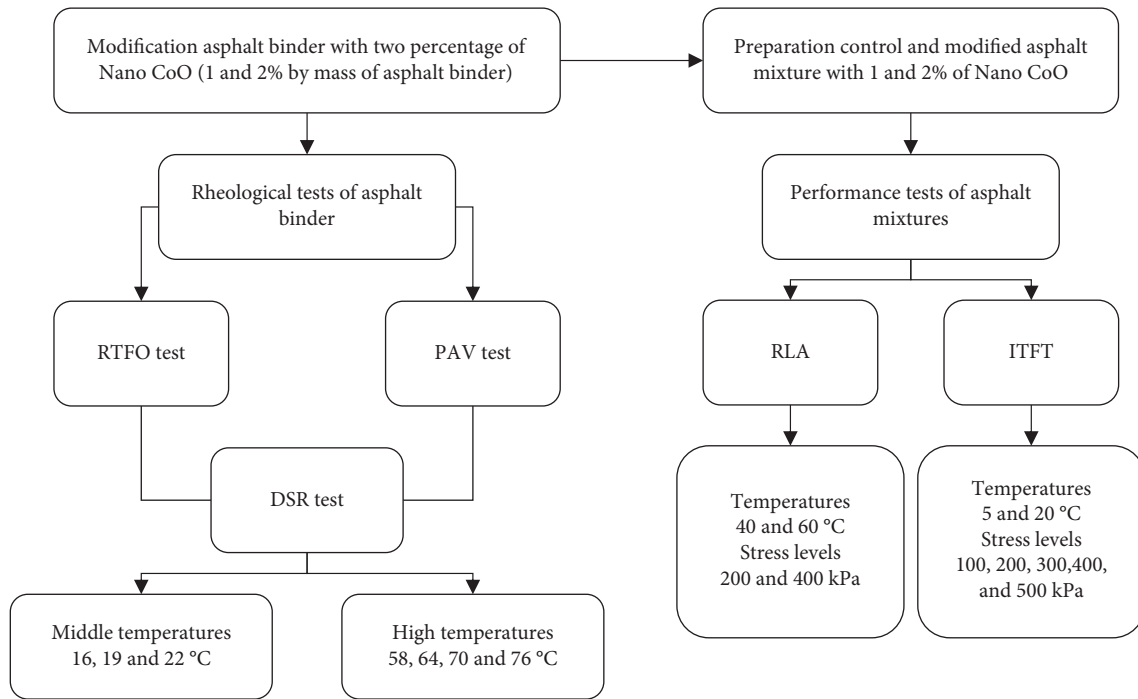 Modification asphalt binder with two percentage of
Nano CoO (1 and 2% by mass of asphalt binder)
Preparation control and modified asphalt
mixture with 1 and 2% of Nano CoO
Rheological tests of asphalt
binder
Performance tests of asphalt
mixtures
RTFO test
PAV test
RLA
ITFT
DSR test
Temperatures
40 and 60 °C
Stress levels
200 and 400 kPa
Temperatures
5 and 20 °C
Stress levels
100, 200, 300,400,
and 500 kPa
Middle temperatures
16, 19 and 22 °C
High temperatures
58, 64, 70 and 76 °C